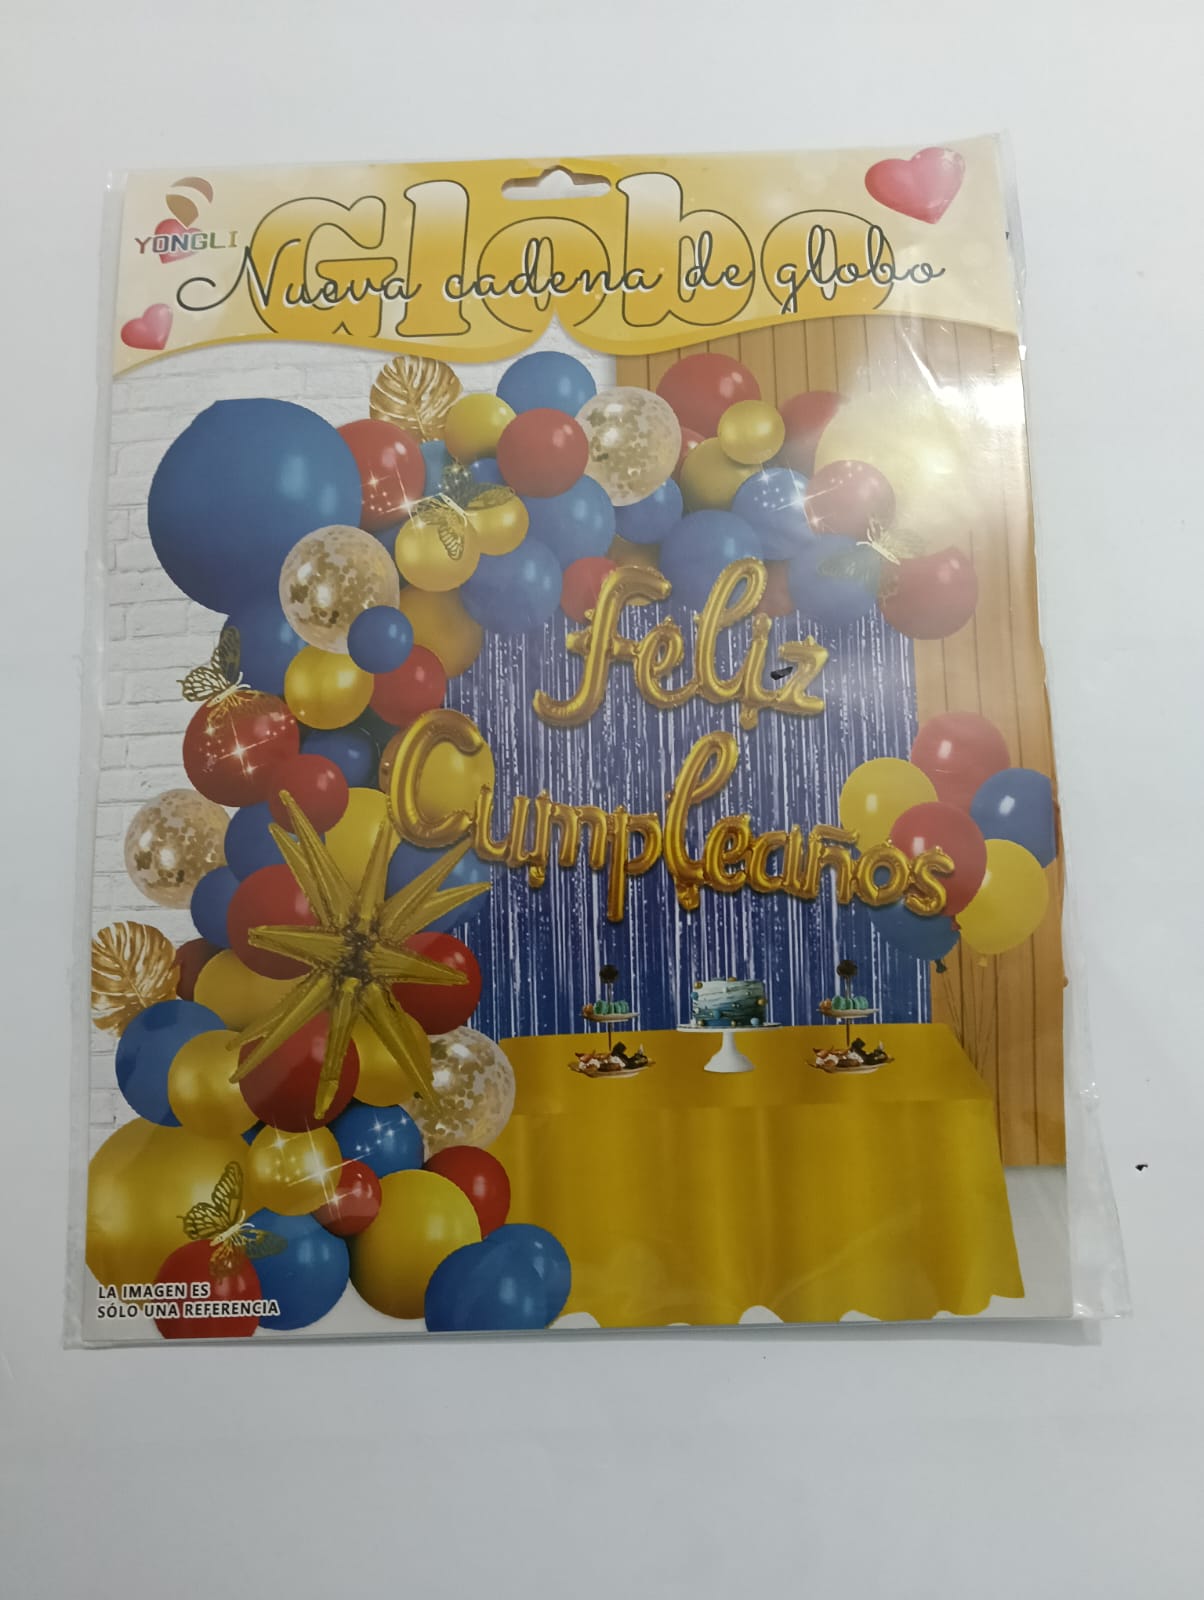 YONGLI
Globo
Nueva cadena de globo
Feliz
Cumpleaños
LA IMAGEN ES
SÓLO UNA REFERENCIA